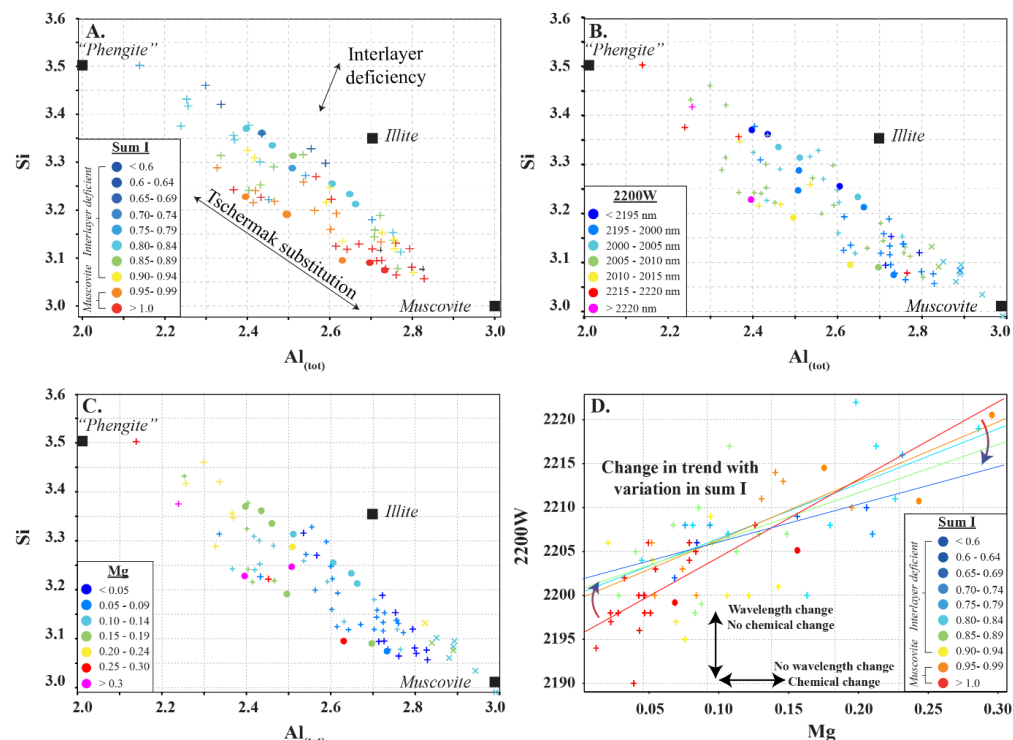 A.
3.6
3.5
3.4
3.3
3.2
3.1
3.0
Si
"Phengite"
Interlayer
deficiency
Illite
Tschermak substitution
Muscovite
Sum I
Interlayer deficient
Muscovite
< 0.6
0.6 - 0.64
65- 0.69
0.70- 0.74
0.75 - 0.79
0.80 - 0.84
0.85 - 0.89
0.90 - 0.94
0.95 - 0.99
> 1.0
2.0 2.2 2.4 2.6 2.8 3.0
Al(tot)
B.
3.6
3.5
3.4
3.3
3.2
3.1
3.0
Si
"Phengite"
Illite
Muscovite
2200W
< 2195 nm
2195 - 2000 nm
2000 - 2005 nm
2005 - 2010 nm
2010 - 2015 nm
2215 - 2220 nm
> 2220 nm
2.0 2.2 2.4 2.6 2.8 3.0
Al(tot)
C.
3.6
3.5
3.4
3.3
3.2
3.1
3.0
Si
"Phengite"
Illite
Muscovite
Mg
< 0.05
0.05 - 0.09
0.10 - 0.14
0.15 - 0.19
0.20 - 0.24
0.25 - 0.30
> 0.3
2.0 2.2 2.4 2.6 2.8 3.0
Al(tot)
D.
2220
2215
2210
2205
2200
2195
2190
2200W
Change in trend with
variation in sum I
Wavelength change
No chemical change
No wavelength change
Chemical change
Sum I
Interlayer deficient
Muscovite
< 0.6
0.6 - 0.64
65- 0.69
0.70- 0.74
0.75 - 0.79
0.80 - 0.84
0.85 - 0.89
0.90 - 0.94
0.95 - 0.99
> 1.0
0.05 0.10 0.15 0.20 0.25 0.30
Mg